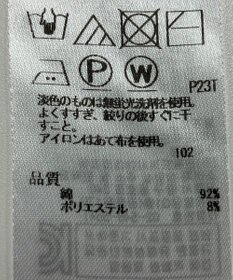 P
W
P23T
淡色のものは無蛍光洗剤を使用。
よくすすぎ、絞りの後すぐに干
すこと。
アイロンはあて布を使用。
102
品質
綿 92%
ポリエステル 8%